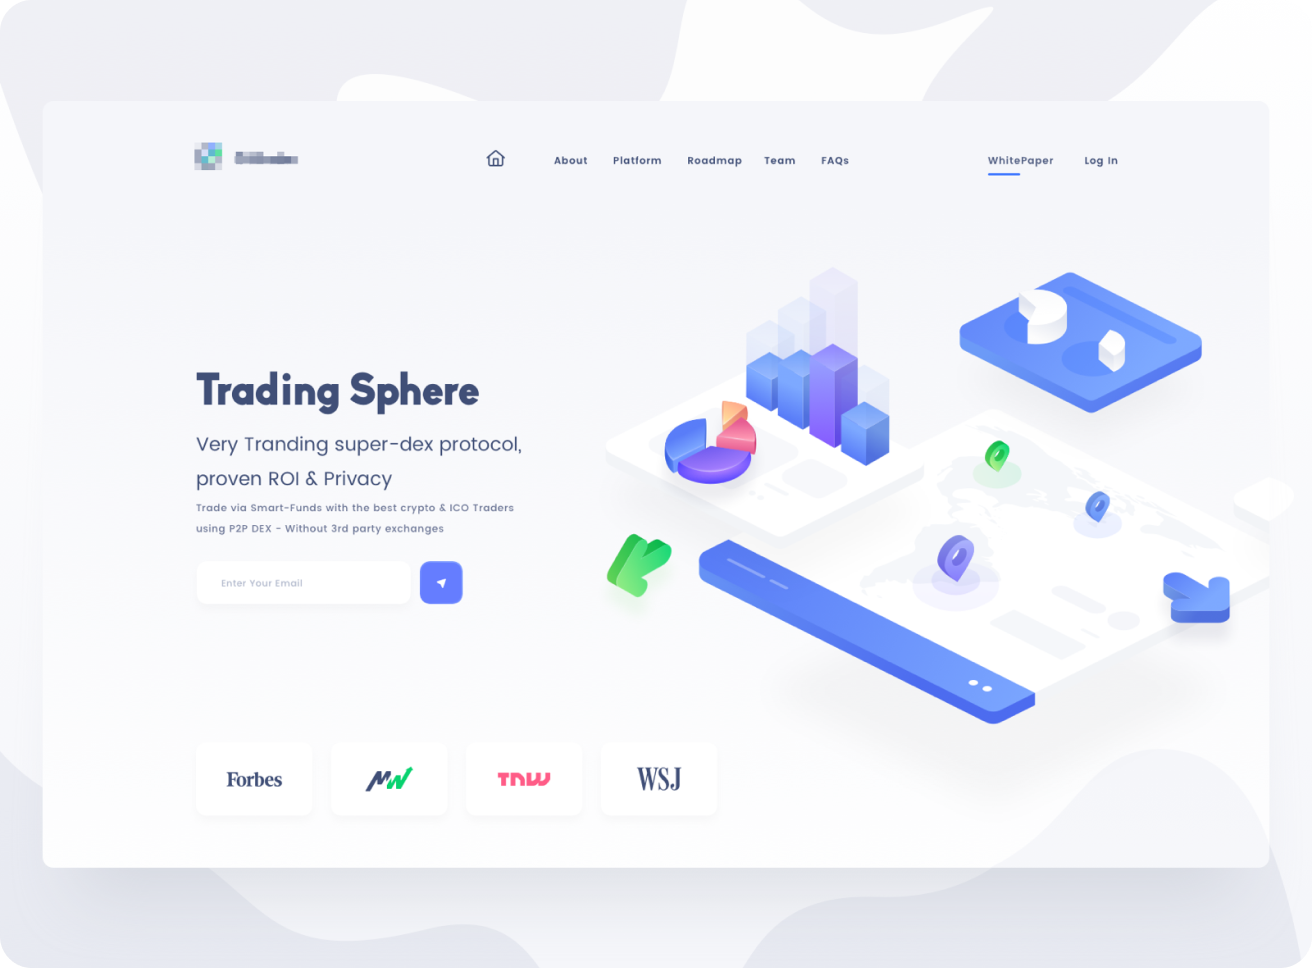 About Platform Roadmap Team FAQs WhitePaper Log In
Trading Sphere
Very Tranding super-dex protocol,
proven ROI & Privacy
Trade via Smart-Funds with the best crypto & ICO Traders
using P2P DEX - Without 3rd party exchanges
Enter Your Email
Forbes MW TNW WSJ